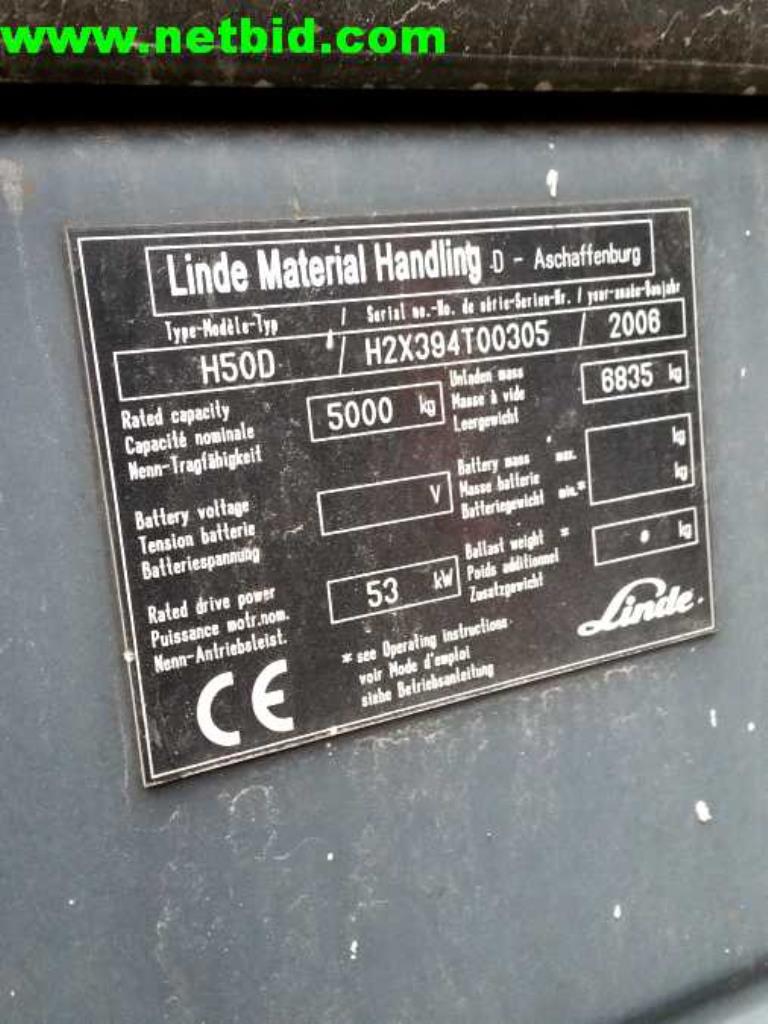 www.netbid.com
Linde Material Handling D - Aschaffenburg
Type-Modèle-Typ / Serial no.-No. de série-Serien-Nr. / year-année-Baujahr
H50D / H2X394T00305 / 2006
Rated capacity
Capacité nominale
Nenn-Tragfähigkeit
5000 kg
Unladen mass
Masse à vide
Leergewicht
6835 kg
Battery voltage
Tension batterie
Batteriespannung
V
Battery mass max.
Masse batterie
Batteriegewicht min.*
kg
kg
Rated drive power
Puissance motr.nom.
Nenn-Antriebsleist.
53 kW
Ballast weight *
Poids additionnel
Zusatzgewicht
kg
* see Operating instructions
voir Mode d'emploi
siehe Betriebsanleitung
CE
Linde